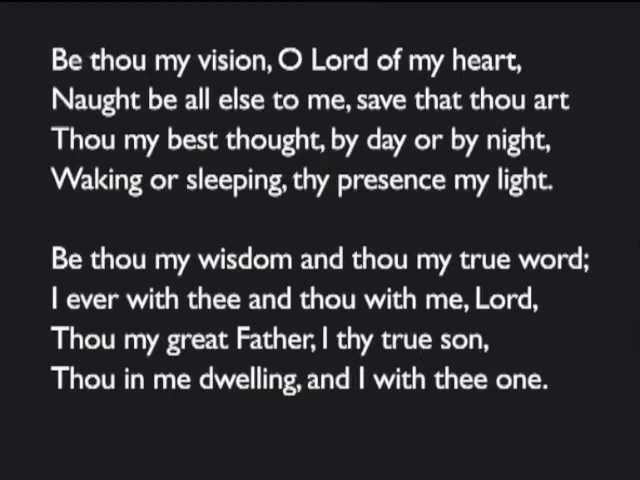 Be thou my vision, O Lord of my heart,
Naught be all else to me, save that thou art
Thou my best thought, by day or by night,
Waking or sleeping, thy presence my light.
Be thou my wisdom and thou my true word;
I ever with thee and thou with me, Lord,
Thou my great Father, I thy true son,
Thou in me dwelling, and I with thee one.